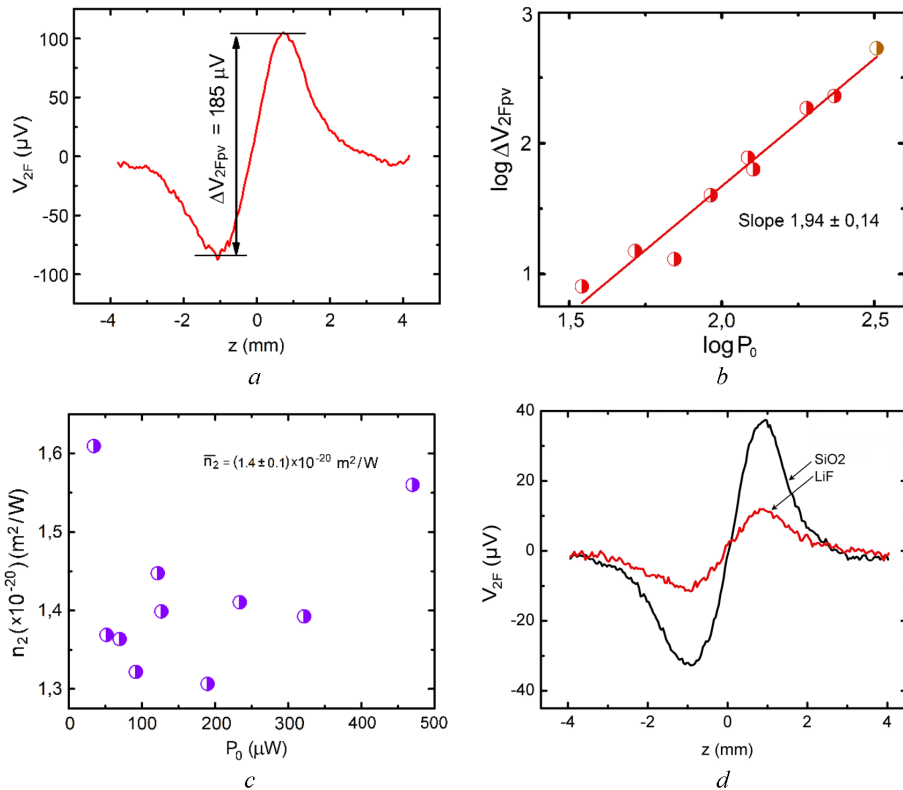 a
100
50
0
-50
-100
V2F (µV)
ΔV2Fpv = 185 µV
-4 -2 0 2 4
z (mm)
a
b
3
2
1
log ΔV2Fpv
Slope 1,94 ± 0,14
1,5 2,0 2,5
log P0
b
1,6
1,5
1,4
1,3
n2 (×10-20) (m2/W)
n̅2 = (1.4 ± 0.1)×10-20 m2/W
0 100 200 300 400 500
P0 (µW)
c
40
20
0
-20
-40
V2F (µV)
SiO2
LiF
-4 -2 0 2 4
z (mm)
d